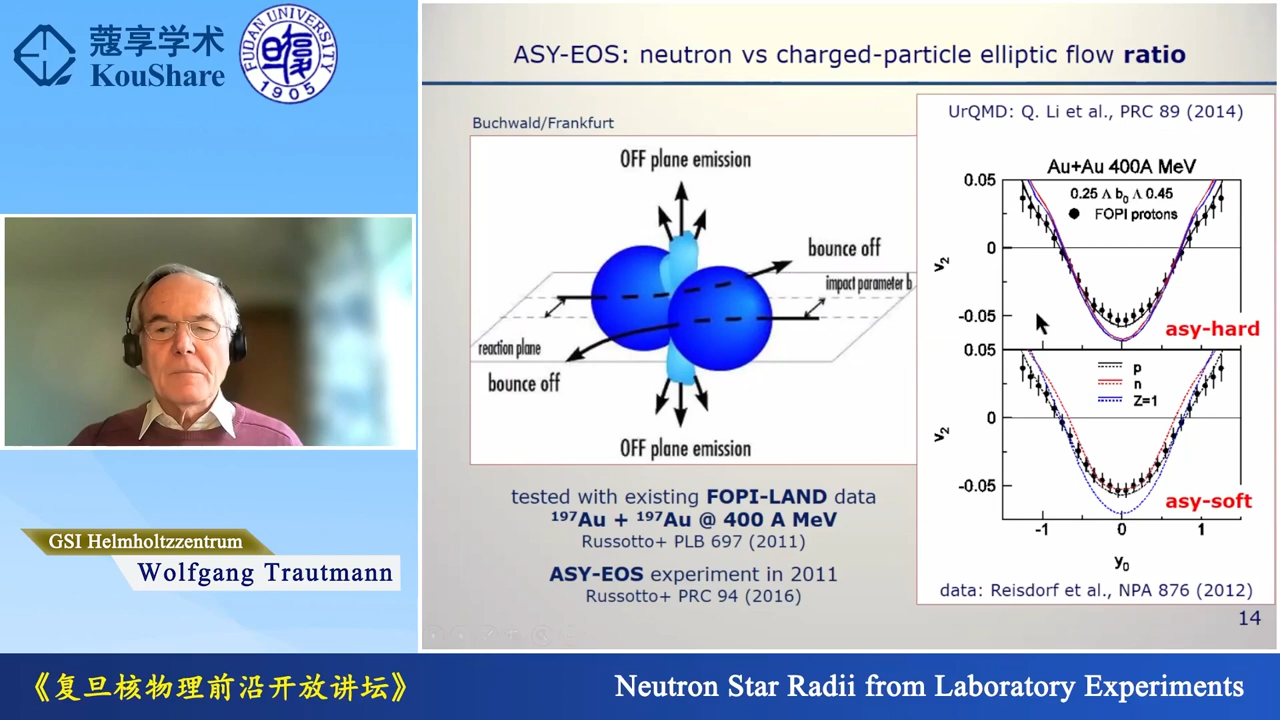 蔻享学术
KouShare
FUDAN UNIVERSITY
1905
ASY-EOS: neutron vs charged-particle elliptic flow ratio
Buchwald/Frankfurt
OFF plane emission
bounce off
impact parameter b
reaction plane
bounce off
OFF plane emission
tested with existing FOPI-LAND data
¹⁹⁷Au + ¹⁹⁷Au @ 400 A MeV
Russotto+ PLB 697 (2011)
ASY-EOS experiment in 2011
Russotto+ PRC 94 (2016)
UrQMD: Q. Li et al., PRC 89 (2014)
Au+Au 400A MeV
0.25 Λ b₀ Λ 0.45
FOPI protons
0.05
0
-0.05
v₂
asy-hard
0.05
0
-0.05
v₂
p
n
Z=1
asy-soft
-1 0 1
y₀
data: Reisdorf et al., NPA 876 (2012)
14
GSI Helmholtzzentrum
Wolfgang Trautmann
《复旦核物理前沿开放讲坛》
Neutron Star Radii from Laboratory Experiments